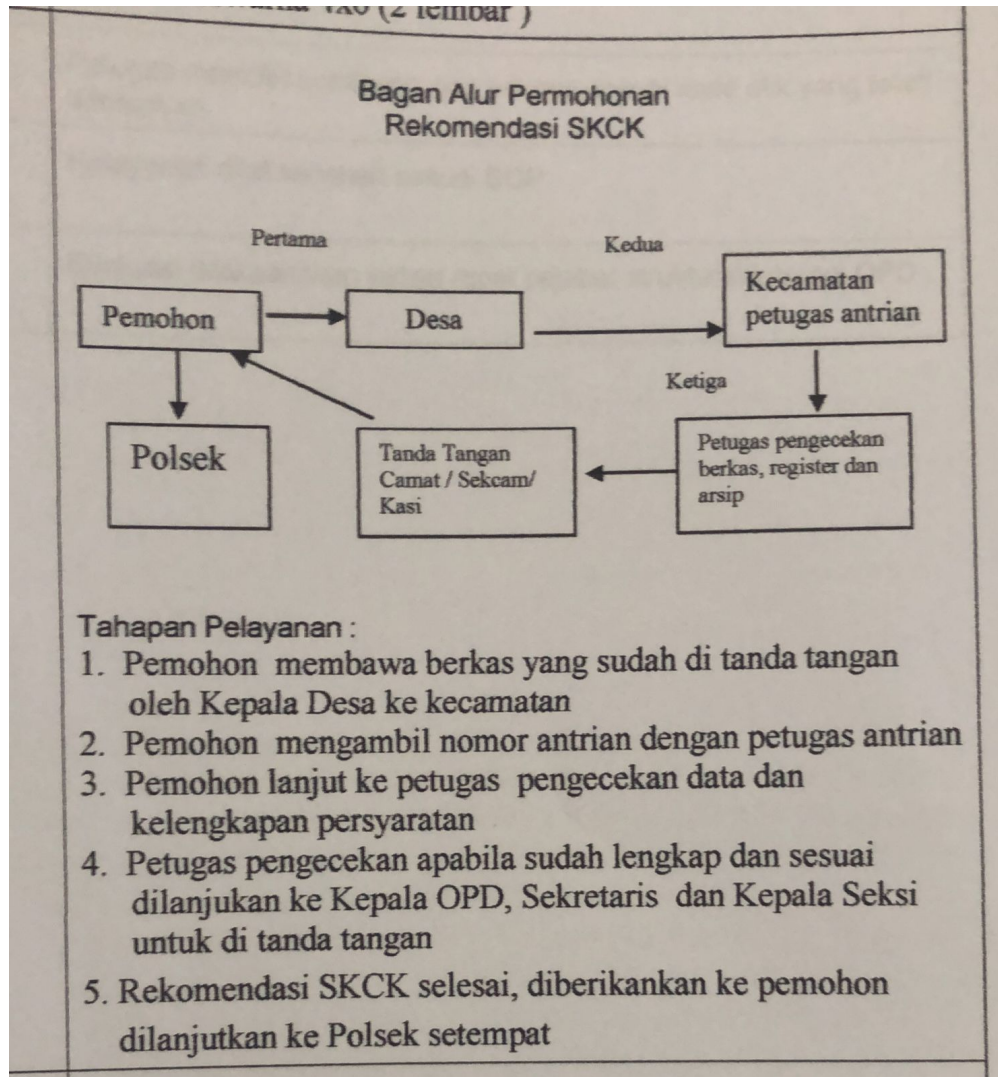 (2 lembar )
Bagan Alur Permohonan
Rekomendasi SKCK
Pertama
Kedua
Pemohon
Desa
Kecamatan
petugas antrian
Ketiga
Polsek
Tanda Tangan
Camat / Sekcam/
Kasi
Petugas pengecekan
berkas, register dan
arsip
Tahapan Pelayanan :
1. Pemohon membawa berkas yang sudah di tanda tangan
oleh Kepala Desa ke kecamatan
2. Pemohon mengambil nomor antrian dengan petugas antrian
3. Pemohon lanjut ke petugas pengecekan data dan
kelengkapan persyaratan
4. Petugas pengecekan apabila sudah lengkap dan sesuai
dilanjukan ke Kepala OPD, Sekretaris dan Kepala Seksi
untuk di tanda tangan
5. Rekomendasi SKCK selesai, diberikankan ke pemohon
dilanjutkan ke Polsek setempat